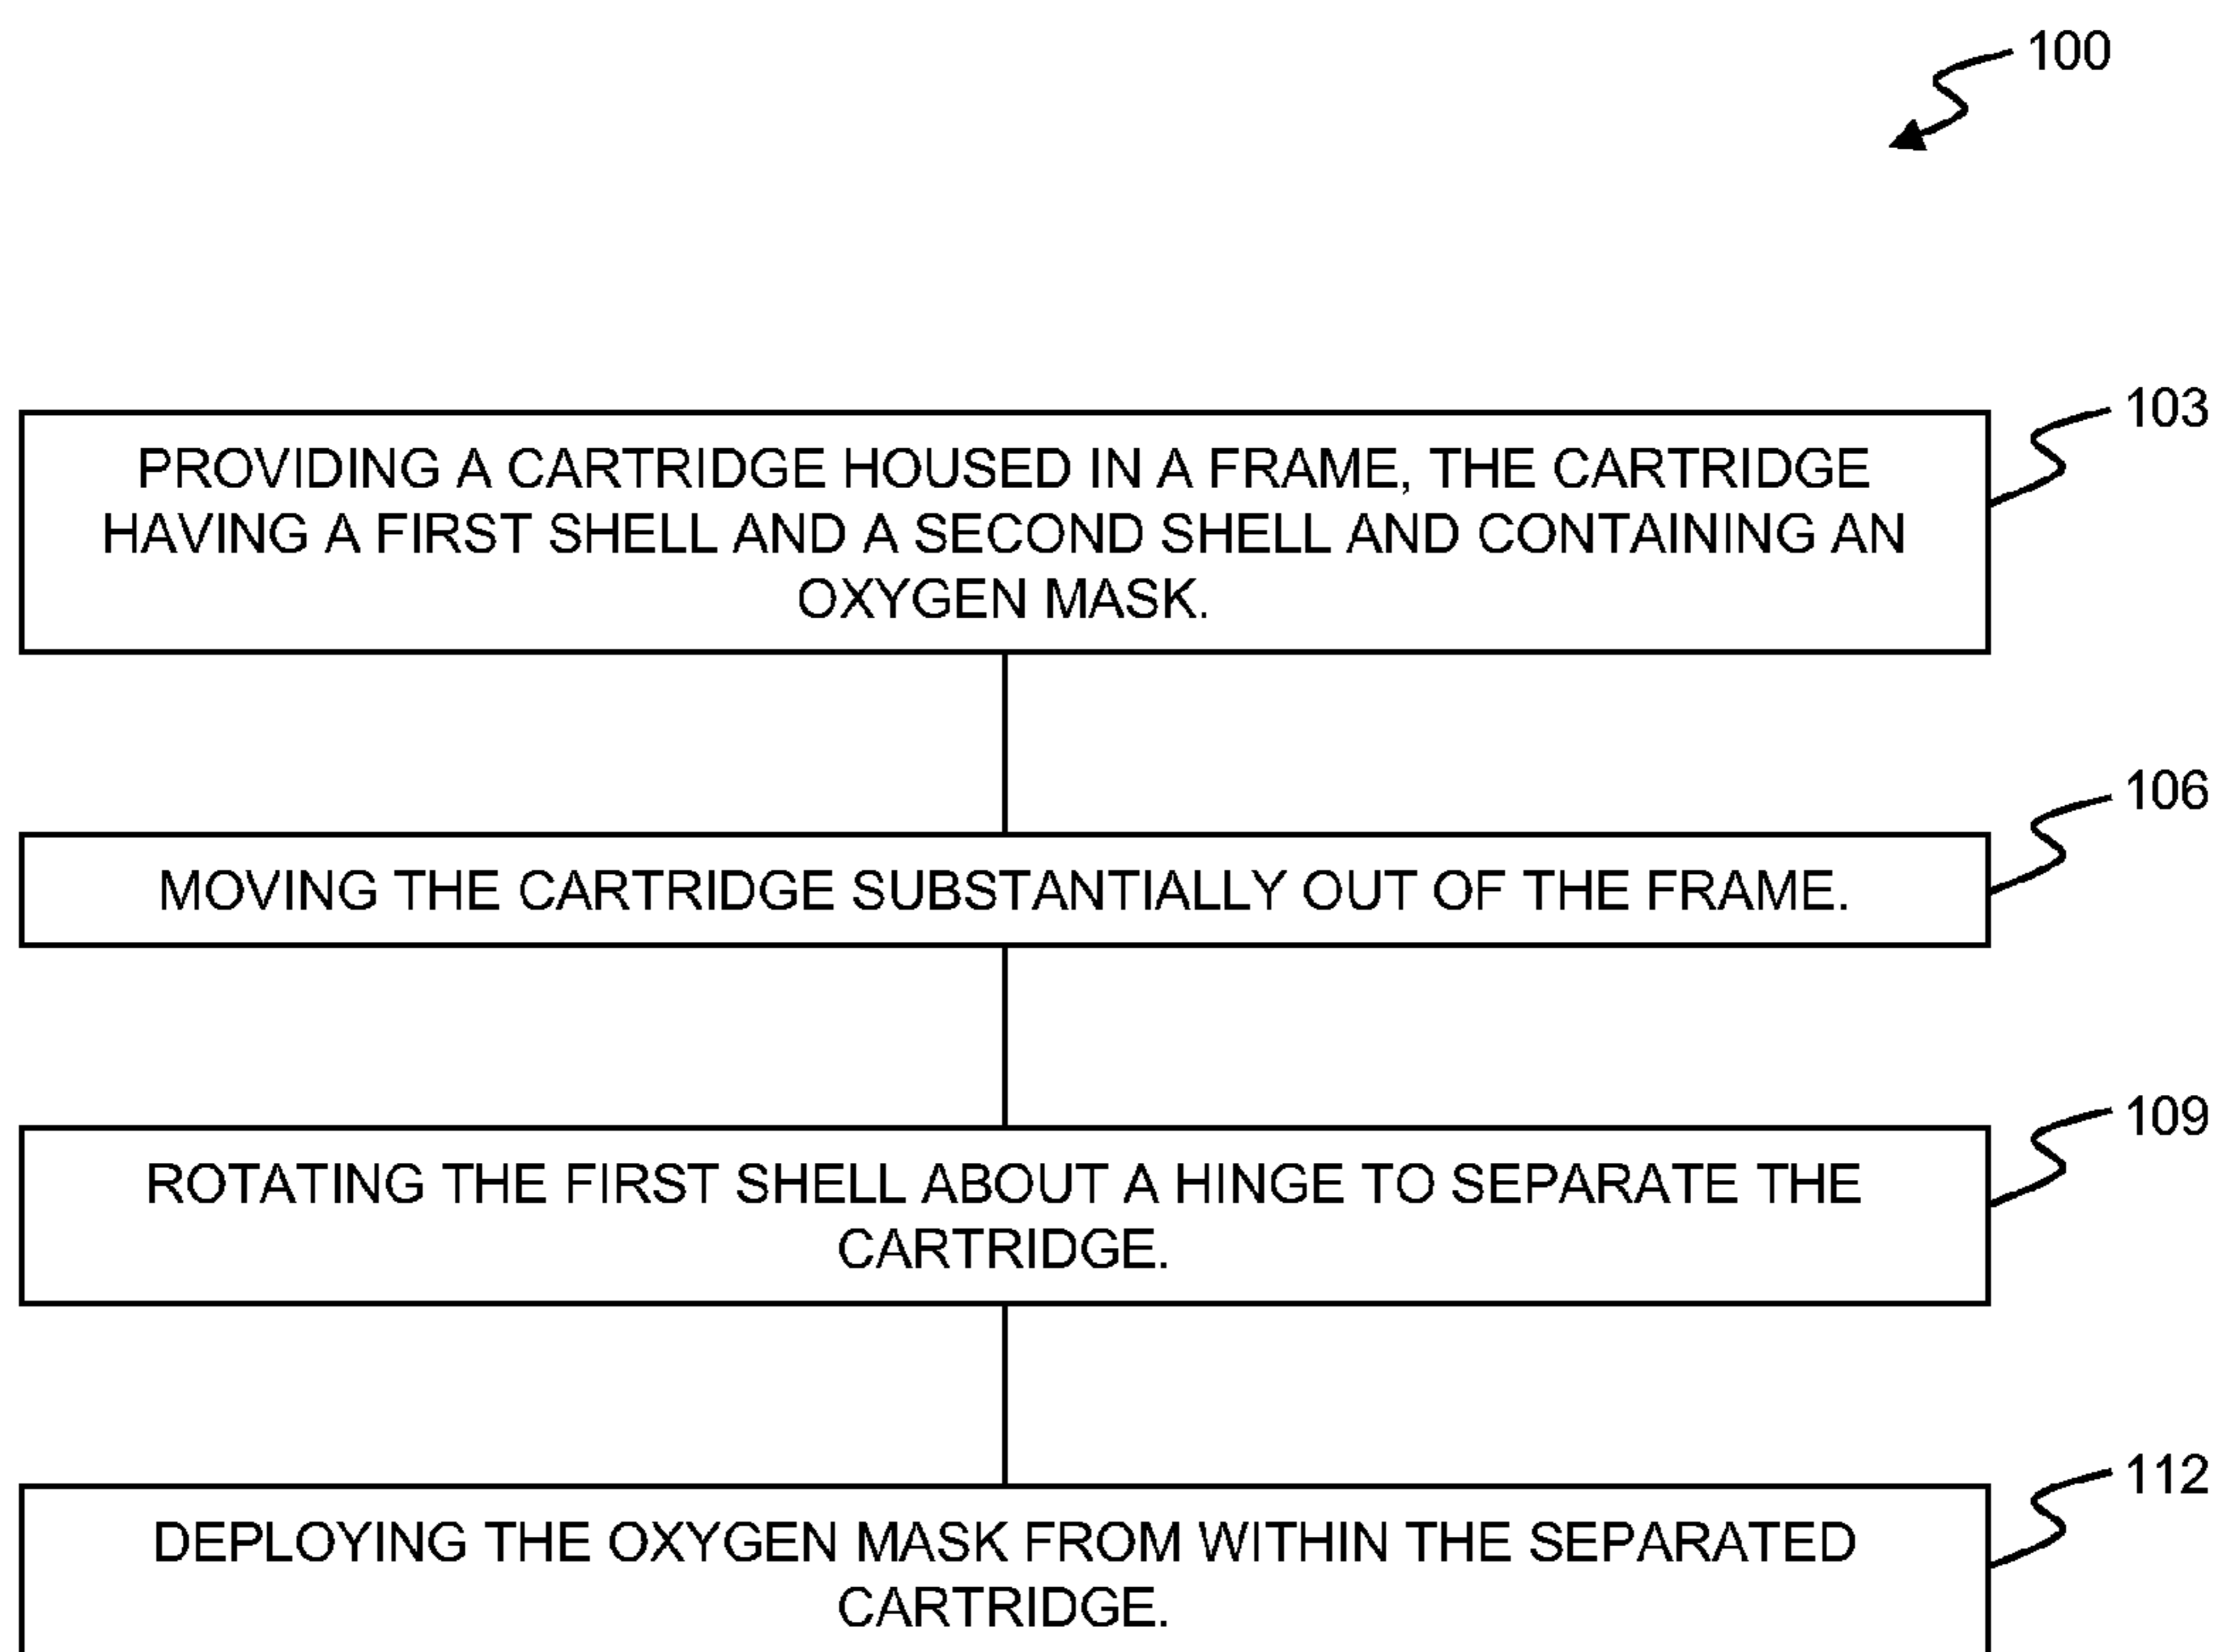 100
103
PROVIDING A CARTRIDGE HOUSED IN A FRAME, THE CARTRIDGE
HAVING A FIRST SHELL AND A SECOND SHELL AND CONTAINING AN
OXYGEN MASK.
106
MOVING THE CARTRIDGE SUBSTANTIALLY OUT OF THE FRAME.
109
ROTATING THE FIRST SHELL ABOUT A HINGE TO SEPARATE THE
CARTRIDGE.
112
DEPLOYING THE OXYGEN MASK FROM WITHIN THE SEPARATED
CARTRIDGE.